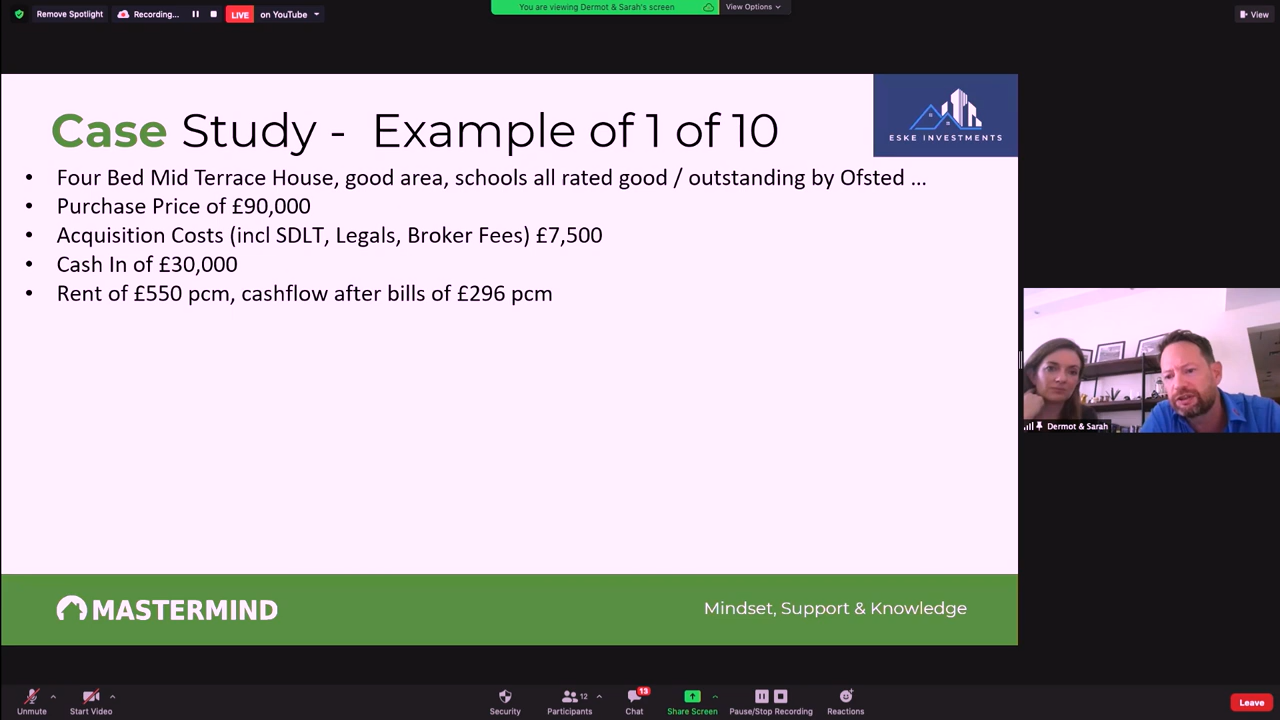 Remove Spotlight
Recording...
LIVE on YouTube
You are viewing Dermot & Sarah's screen
View Options
View
Case Study - Example of 1 of 10
ESKE INVESTMENTS
• Four Bed Mid Terrace House, good area, schools all rated good / outstanding by Ofsted ...
• Purchase Price of £90,000
• Acquisition Costs (incl SDLT, Legals, Broker Fees) £7,500
• Cash In of £30,000
• Rent of £550 pcm, cashflow after bills of £296 pcm
Dermot & Sarah
MASTERMIND
Mindset, Support & Knowledge
Unmute
Start Video
Security
12
Participants
13
Chat
Share Screen
Pause/Stop Recording
Reactions
Leave